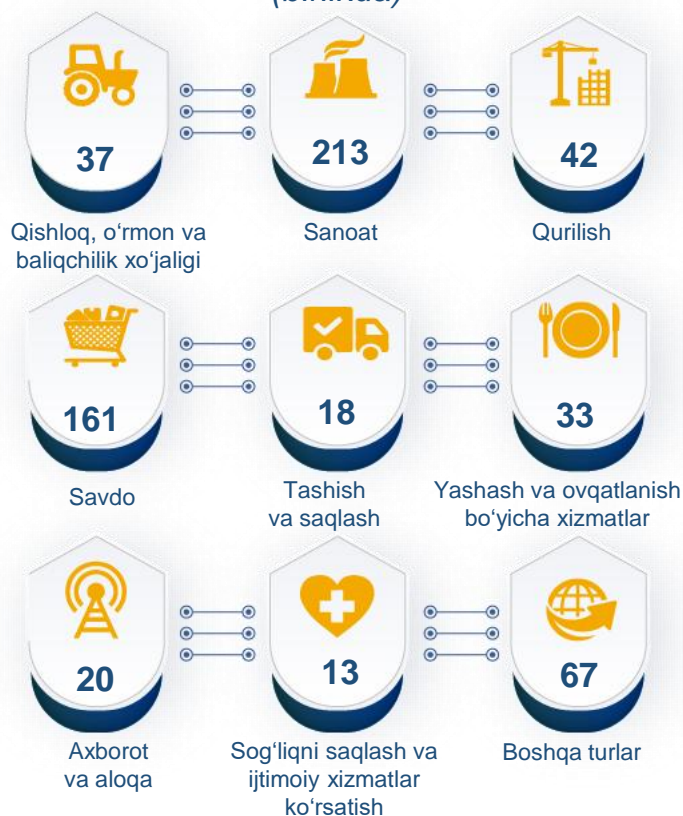 (birlikda)
37
213
42
Qishloq, o‘rmon va
baliqchilik xo‘jaligi
Sanoat
Qurilish
161
18
33
Savdo
Tashish
va saqlash
Yashash va ovqatlanish
bo‘yicha xizmatlar
20
13
67
Axborot
va aloqa
Sog‘liqni saqlash va
ijtimoiy xizmatlar
ko‘rsatish
Boshqa turlar